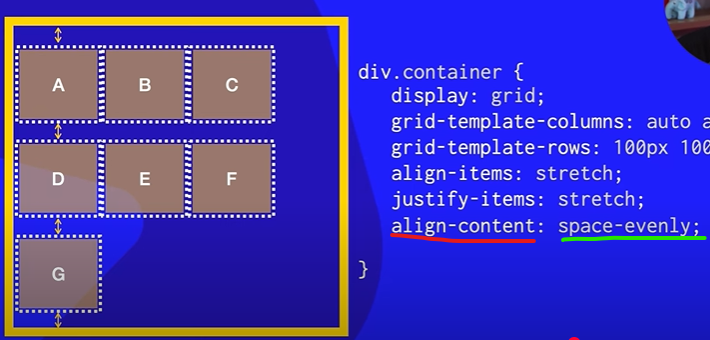 A B C
D E F
G
div.container {
display: grid;
grid-template-columns: auto a
grid-template-rows: 100px 100
align-items: stretch;
justify-items: stretch;
align-content: space-evenly;
}